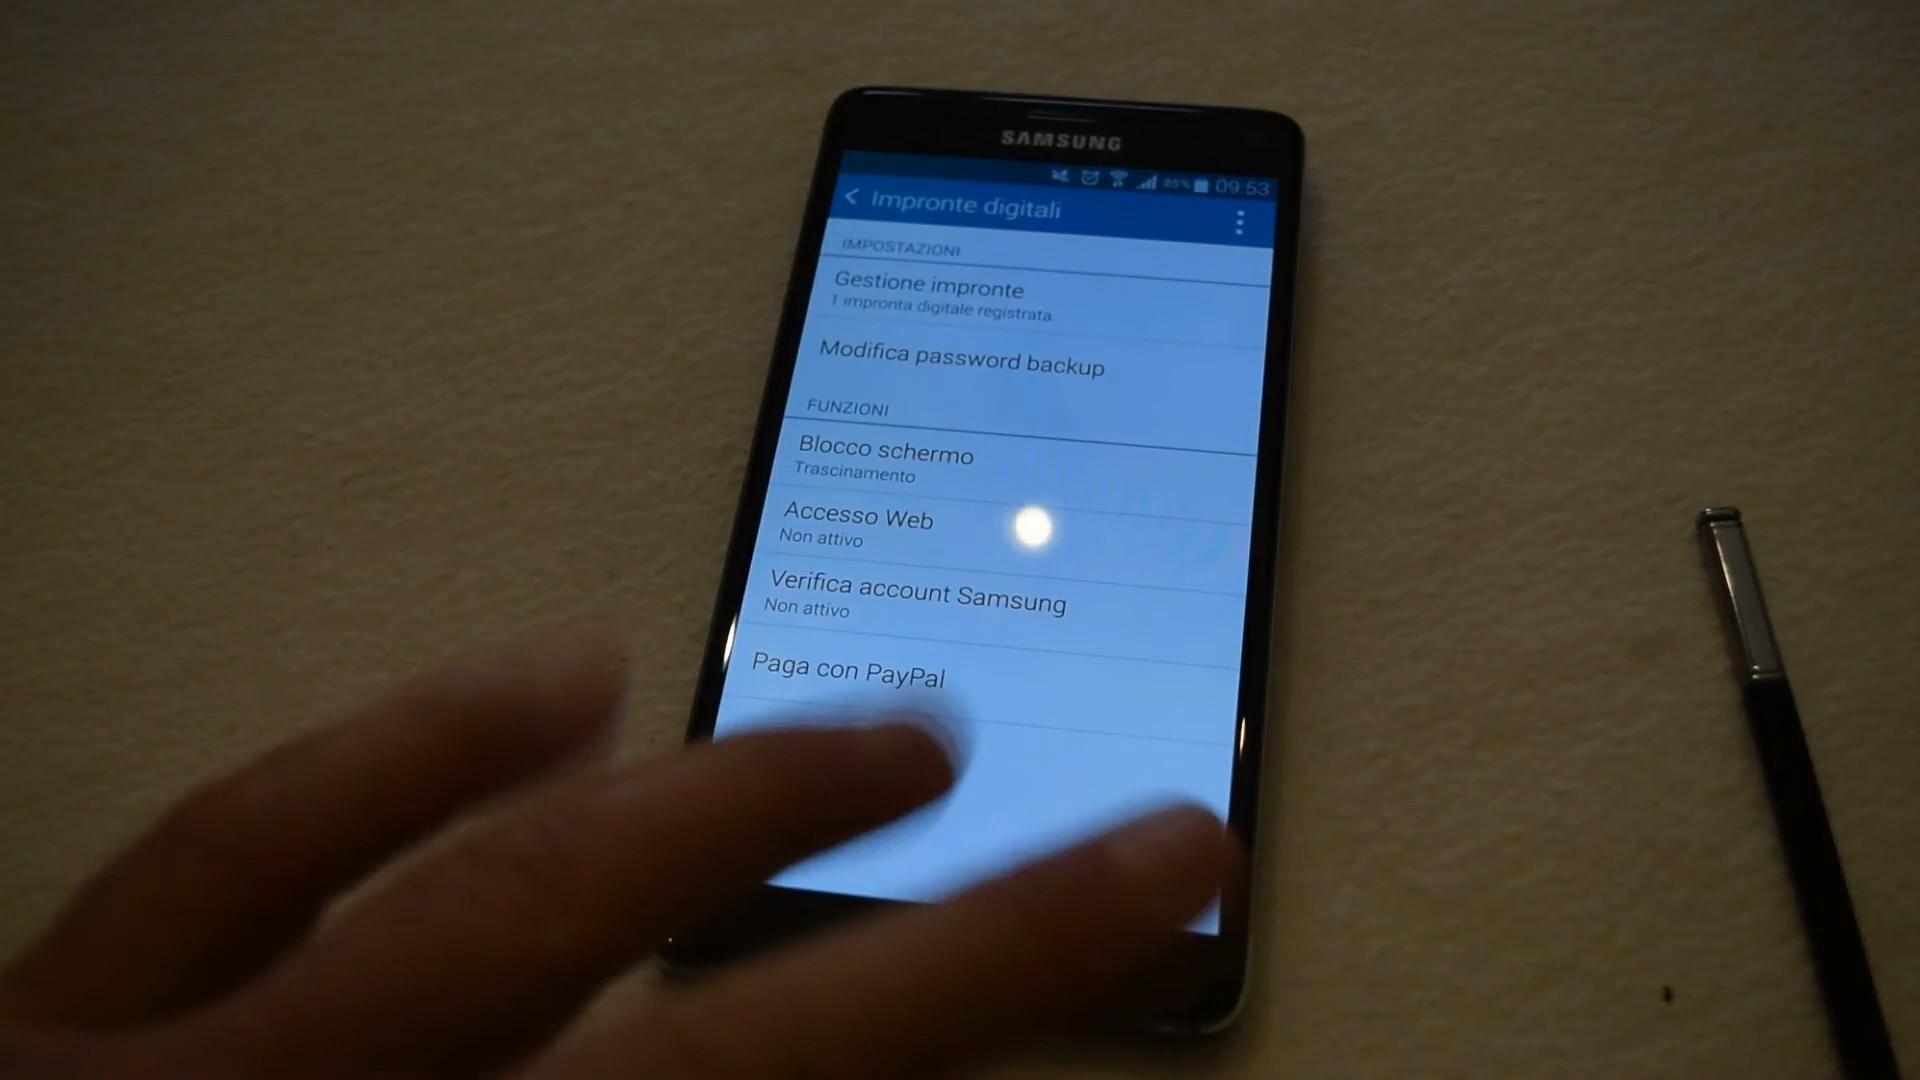 SAMSUNG
85% 09:53
Impronte digitali
IMPOSTAZIONI
Gestione impronte
1 impronta digitale registrata.
Modifica password backup
FUNZIONI
Blocco schermo
Trascinamento
Accesso Web
Non attivo
Verifica account Samsung
Non attivo
Paga con PayPal